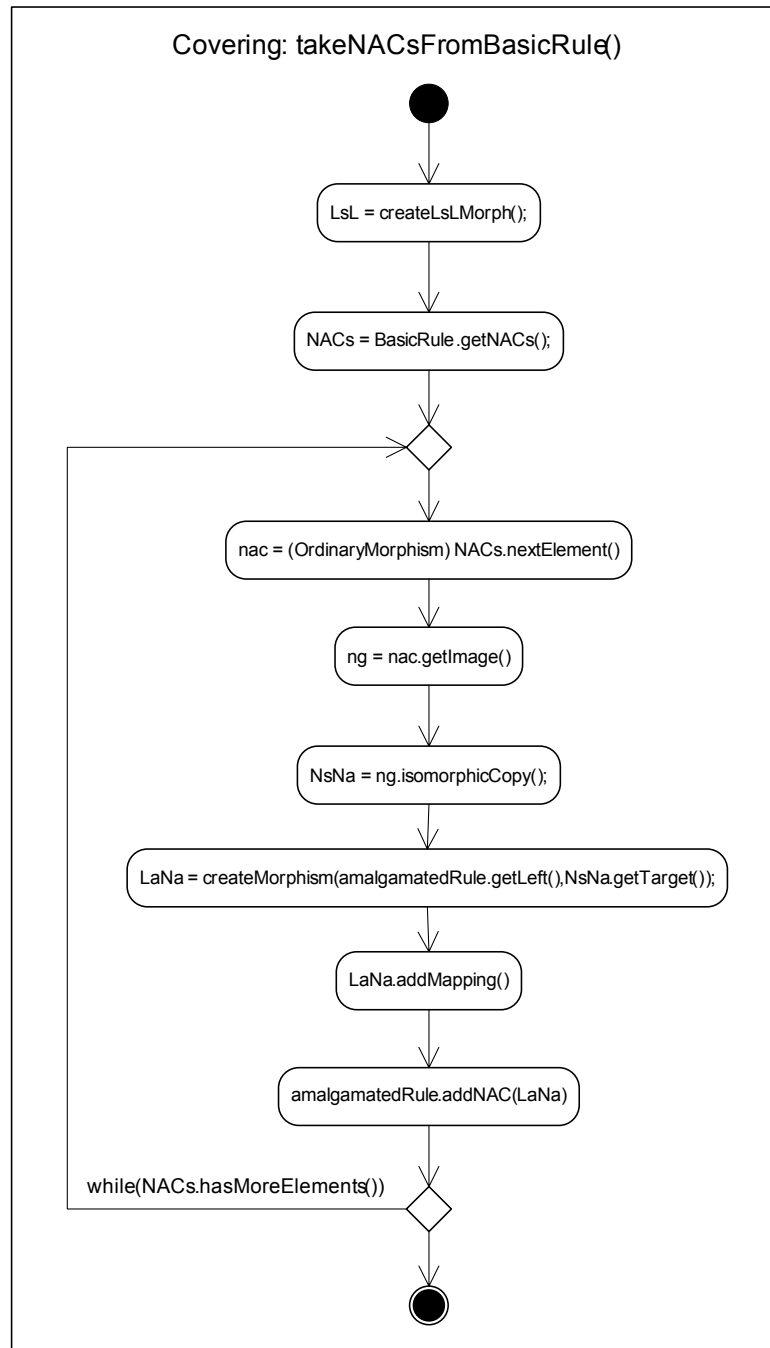 Covering: takeNACsFromBasicRule()
LsL = createLsLMorph();
NACs = BasicRule.getNACs();
nac = (OrdinaryMorphism) NACs.nextElement()
ng = nac.getImage()
NsNa = ng.isomorphicCopy();
LaNa = createMorphism(amalgamatedRule.getLeft(),NsNa.getTarget());
LaNa.addMapping()
amalgamatedRule.addNAC(LaNa)
while(NACs.hasMoreElements())